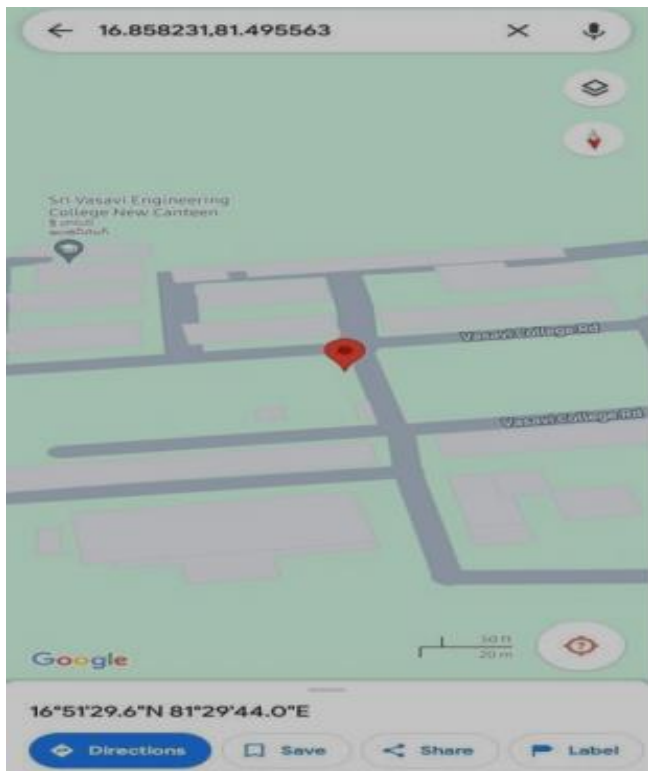 16.858231,81.495563
Sri Vasavi Engineering
College New Canteen
Vasavi College Rd
Vasavi College Rd
50 ft
20 m
Google
16°51'29.6"N 81°29'44.0"E
Directions
Save
Share
Label